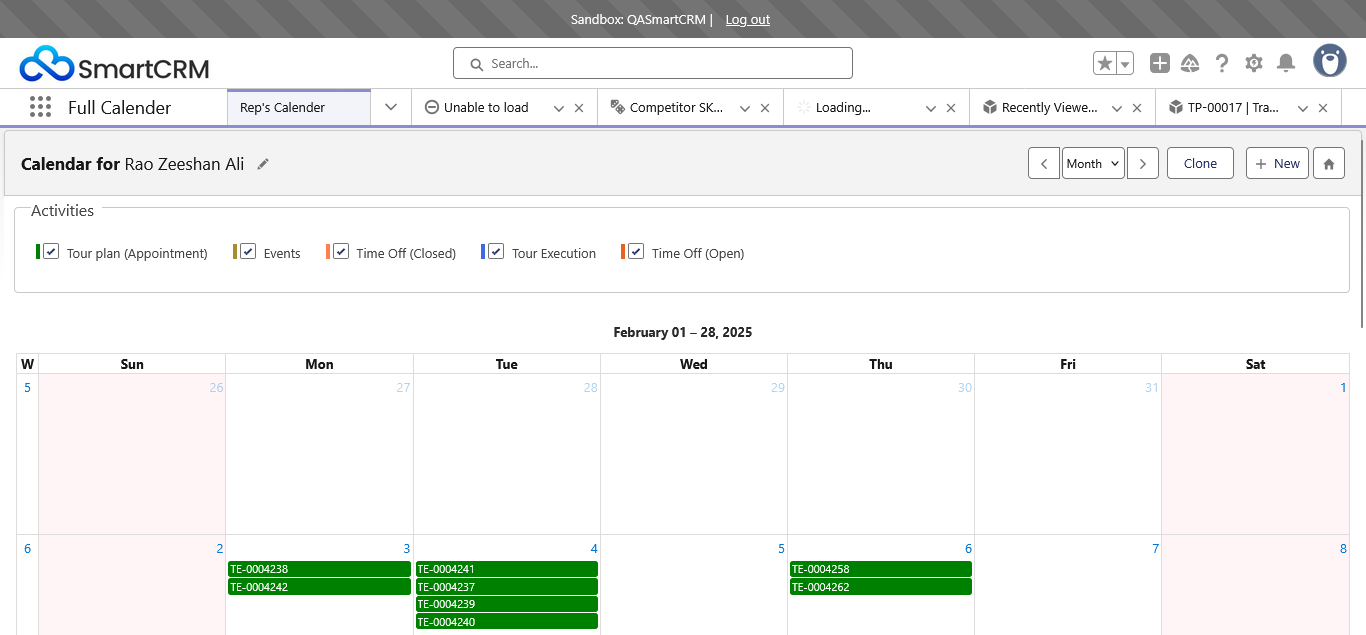 Sandbox: QASmartCRM | Log out
SmartCRM
Search...
Full Calender
Rep's Calender
Unable to load
Competitor SK...
Loading...
Recently Viewe...
TP-00017 | Tra...
Calendar for Rao Zeeshan Ali
Month
Clone
New
Activities
Tour plan (Appointment) Events Time Off (Closed) Tour Execution Time Off (Open)
February 01 – 28, 2025
W Sun Mon Tue Wed Thu Fri Sat
5 26 27 28 29 30 31 1
6 2 3 4 5 6 7 8
TE-0004238 TE-0004241 TE-0004258
TE-0004242 TE-0004237 TE-0004262
TE-0004239
TE-0004240